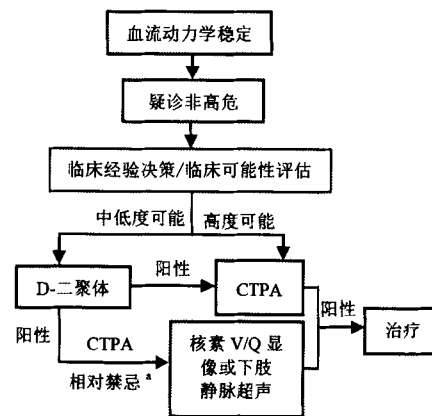 血流动力学稳定
疑诊非高危
临床经验决策/临床可能性评估
中低度可能
高度可能
D-二聚体
阳性
CTPA
阳性
治疗
阳性
CTPA
相对禁忌 a
核素 V/Q 显
像或下肢
静脉超声